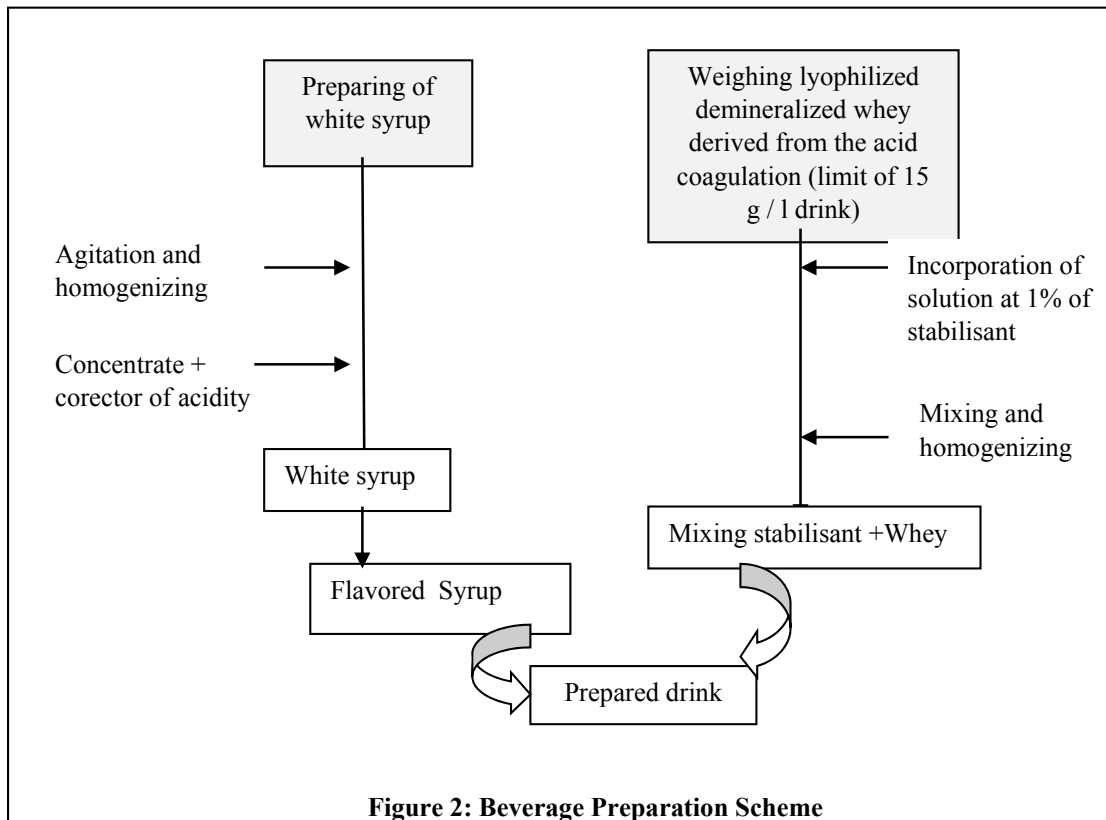 Preparing of
white syrup
Agitation and
homogenizing
Concentrate +
corector of acidity
White syrup
Flavored Syrup
Weighing lyophilized
demineralized whey
derived from the acid
coagulation (limit of 15
g / l drink)
Incorporation of
solution at 1% of
stabilisant
Mixing and
homogenizing
Mixing stabilisant +Whey
Prepared drink
Figure 2: Beverage Preparation Scheme